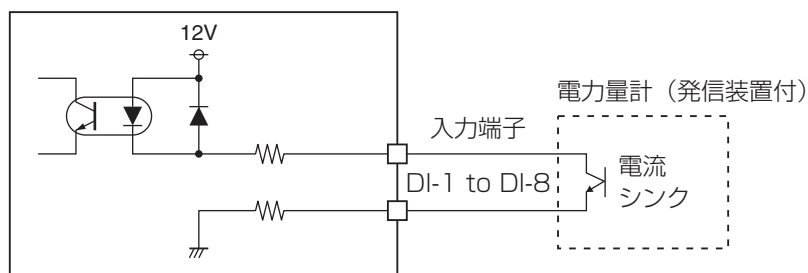 12V
電力量計（発信装置付）
入力端子
DI-1 to DI-8
電流
シンク